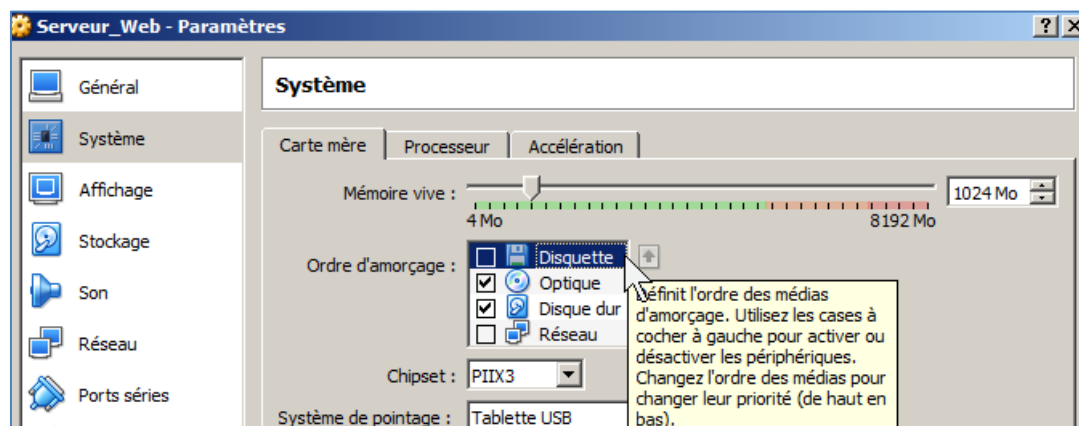 Serveur_Web - Paramètres
Général
Système
Affichage
Stockage
Son
Réseau
Ports séries
Système
Carte mère Processeur Accélération
Mémoire vive : 1024 Mo
4 Mo 8192 Mo
Ordre d'amorçage :
Disquette
Optique
Disque dur
Réseau
Définit l'ordre des médias
d'amorçage. Utilisez les cases à
cocher à gauche pour activer ou
désactiver les périphériques.
Changez l'ordre des médias pour
changer leur priorité (de haut en
bas).
Chipset : PIIX3
Système de pointage : Tablette USB